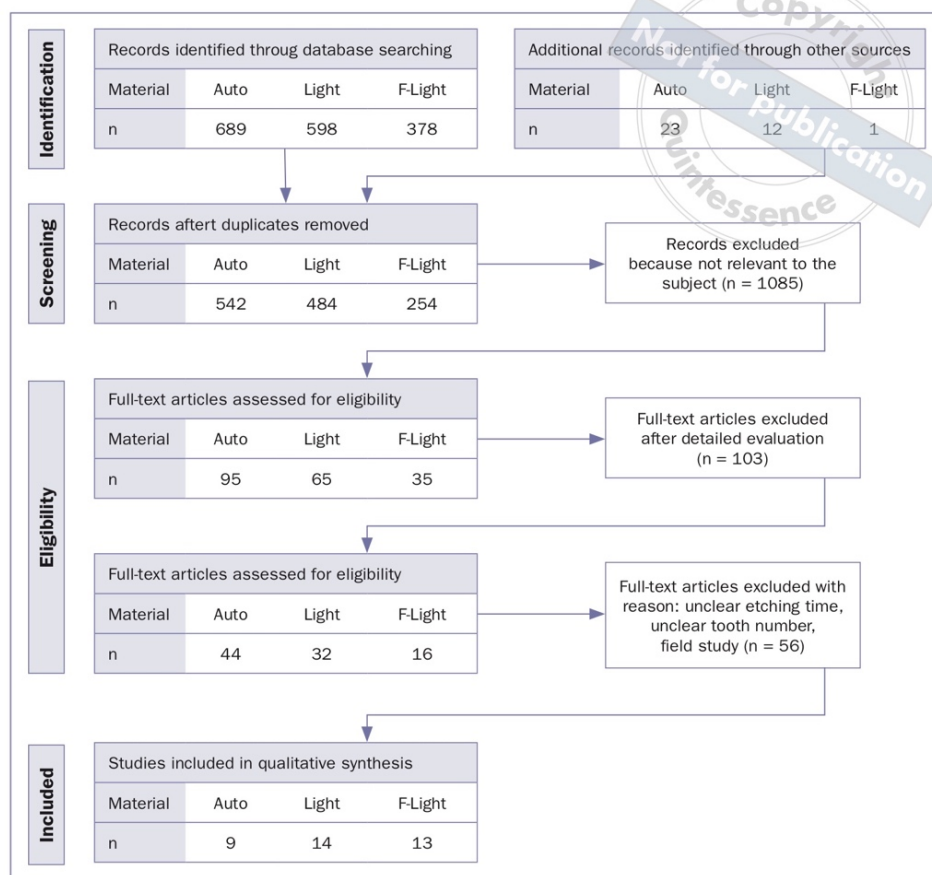 Identification
Records identified throug database searching
Material Auto Light F-Light
n 689 598 378
Additional records identified through other sources
Material Auto Light F-Light
n 23 12 1
Copyright
Not for publication
Quintessence
Screening
Records aftert duplicates removed
Material Auto Light F-Light
n 542 484 254
Records excluded
because not relevant to the
subject (n = 1085)
Eligibility
Full-text articles assessed for eligibility
Material Auto Light F-Light
n 95 65 35
Full-text articles excluded
after detailed evaluation
(n = 103)
Full-text articles assessed for eligibility
Material Auto Light F-Light
n 44 32 16
Full-text articles excluded with
reason: unclear etching time,
unclear tooth number,
field study (n = 56)
Included
Studies included in qualitative synthesis
Material Auto Light F-Light
n 9 14 13